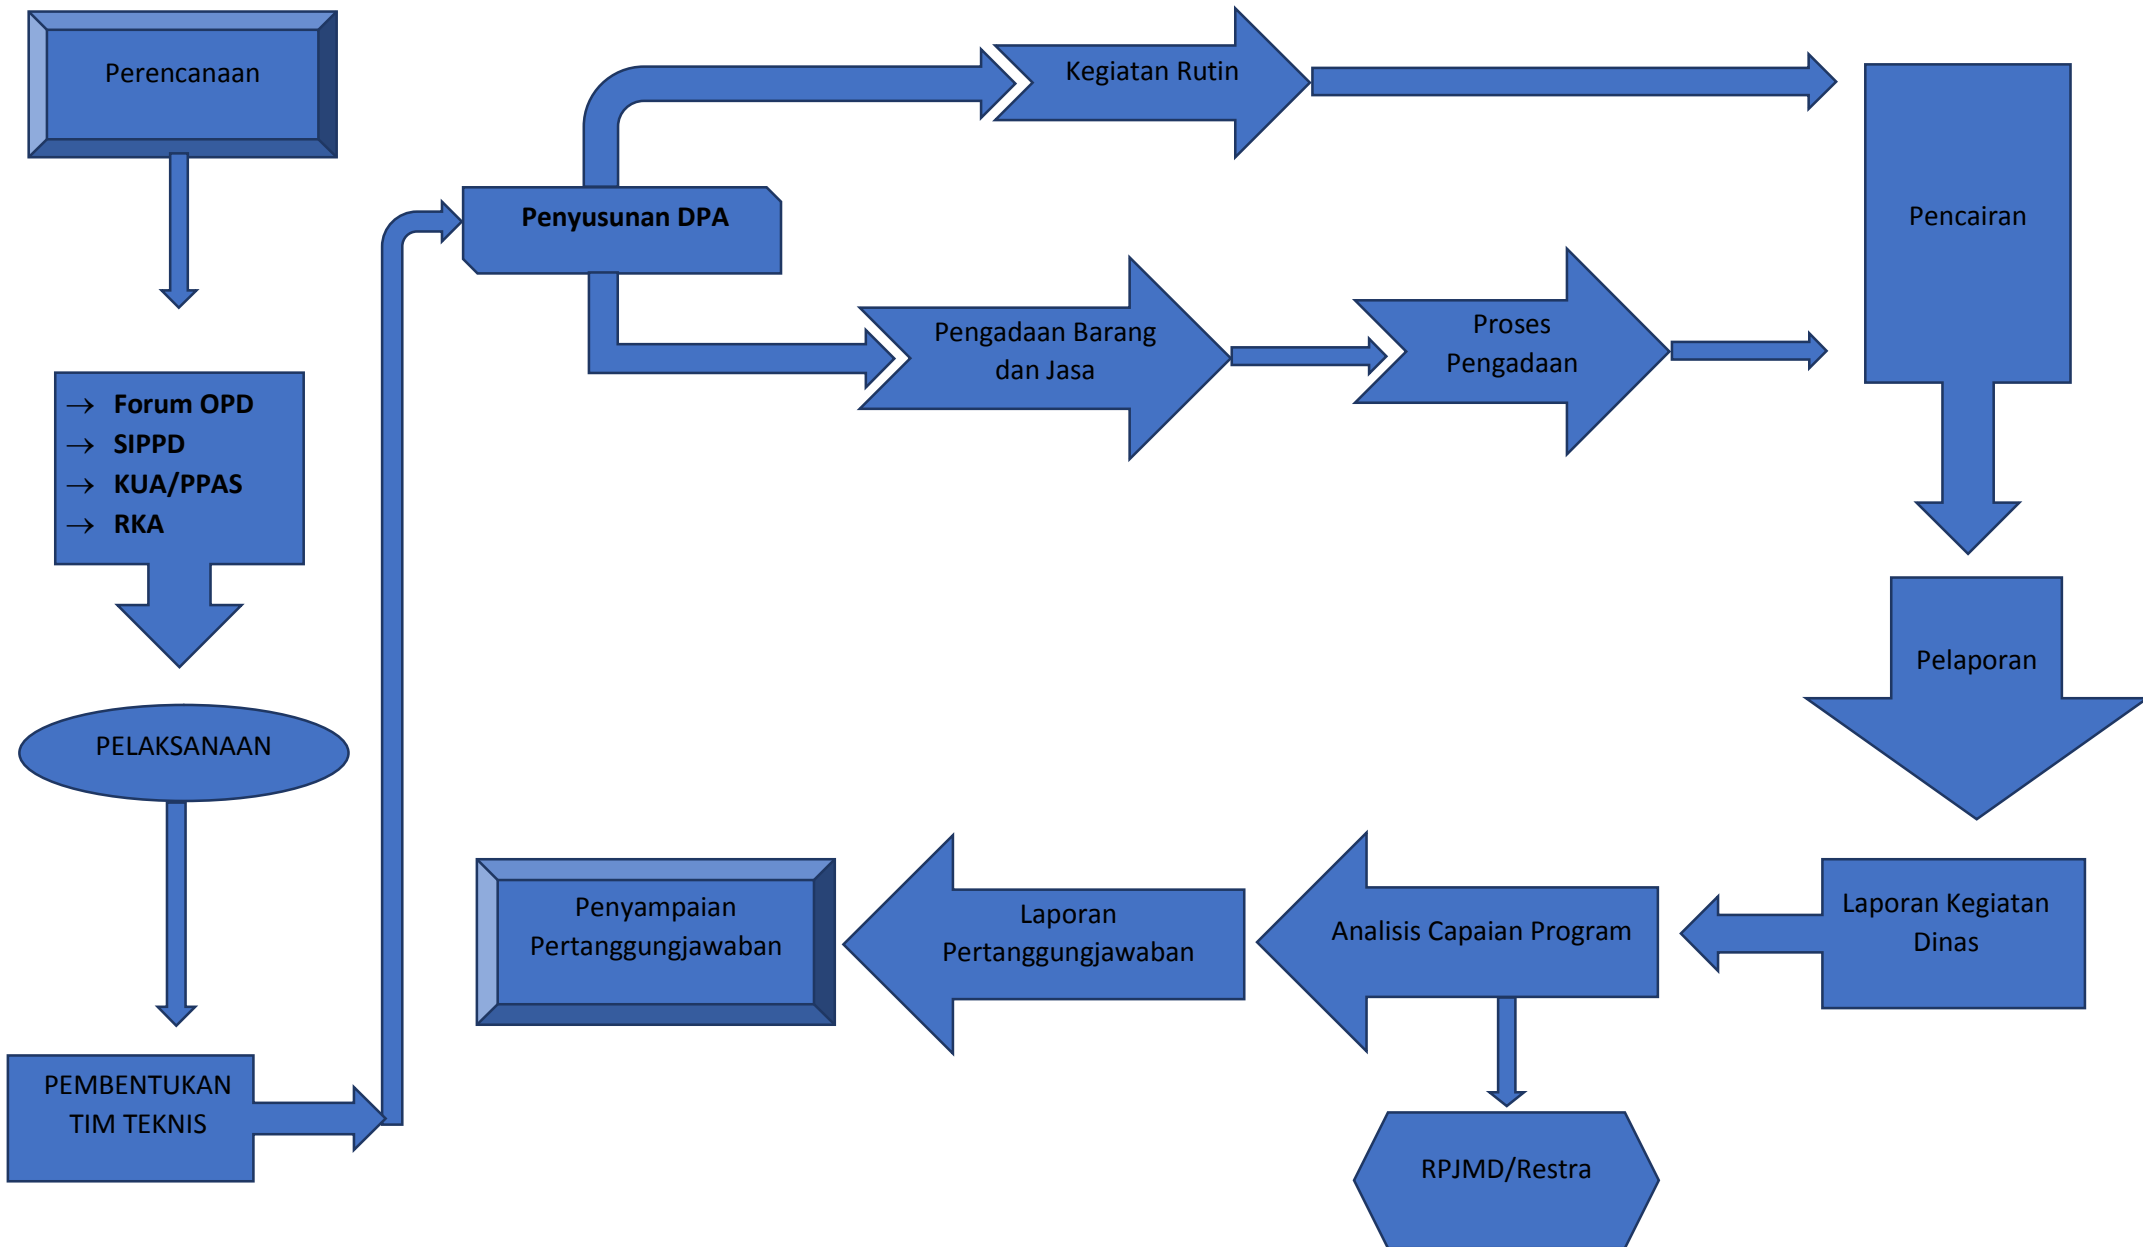 Perencanaan
→ Forum OPD
→ SIPPD
→ KUA/PPAS
→ RKA
PELAKSANAAN
PEMBENTUKAN
TIM TEKNIS
Penyusunan DPA
Kegiatan Rutin
Pengadaan Barang
dan Jasa
Proses
Pengadaan
Pencairan
Pelaporan
Laporan Kegiatan
Dinas
Analisis Capaian Program
RPJMD/Restra
Laporan
Pertanggungjawaban
Penyampaian
Pertanggungjawaban